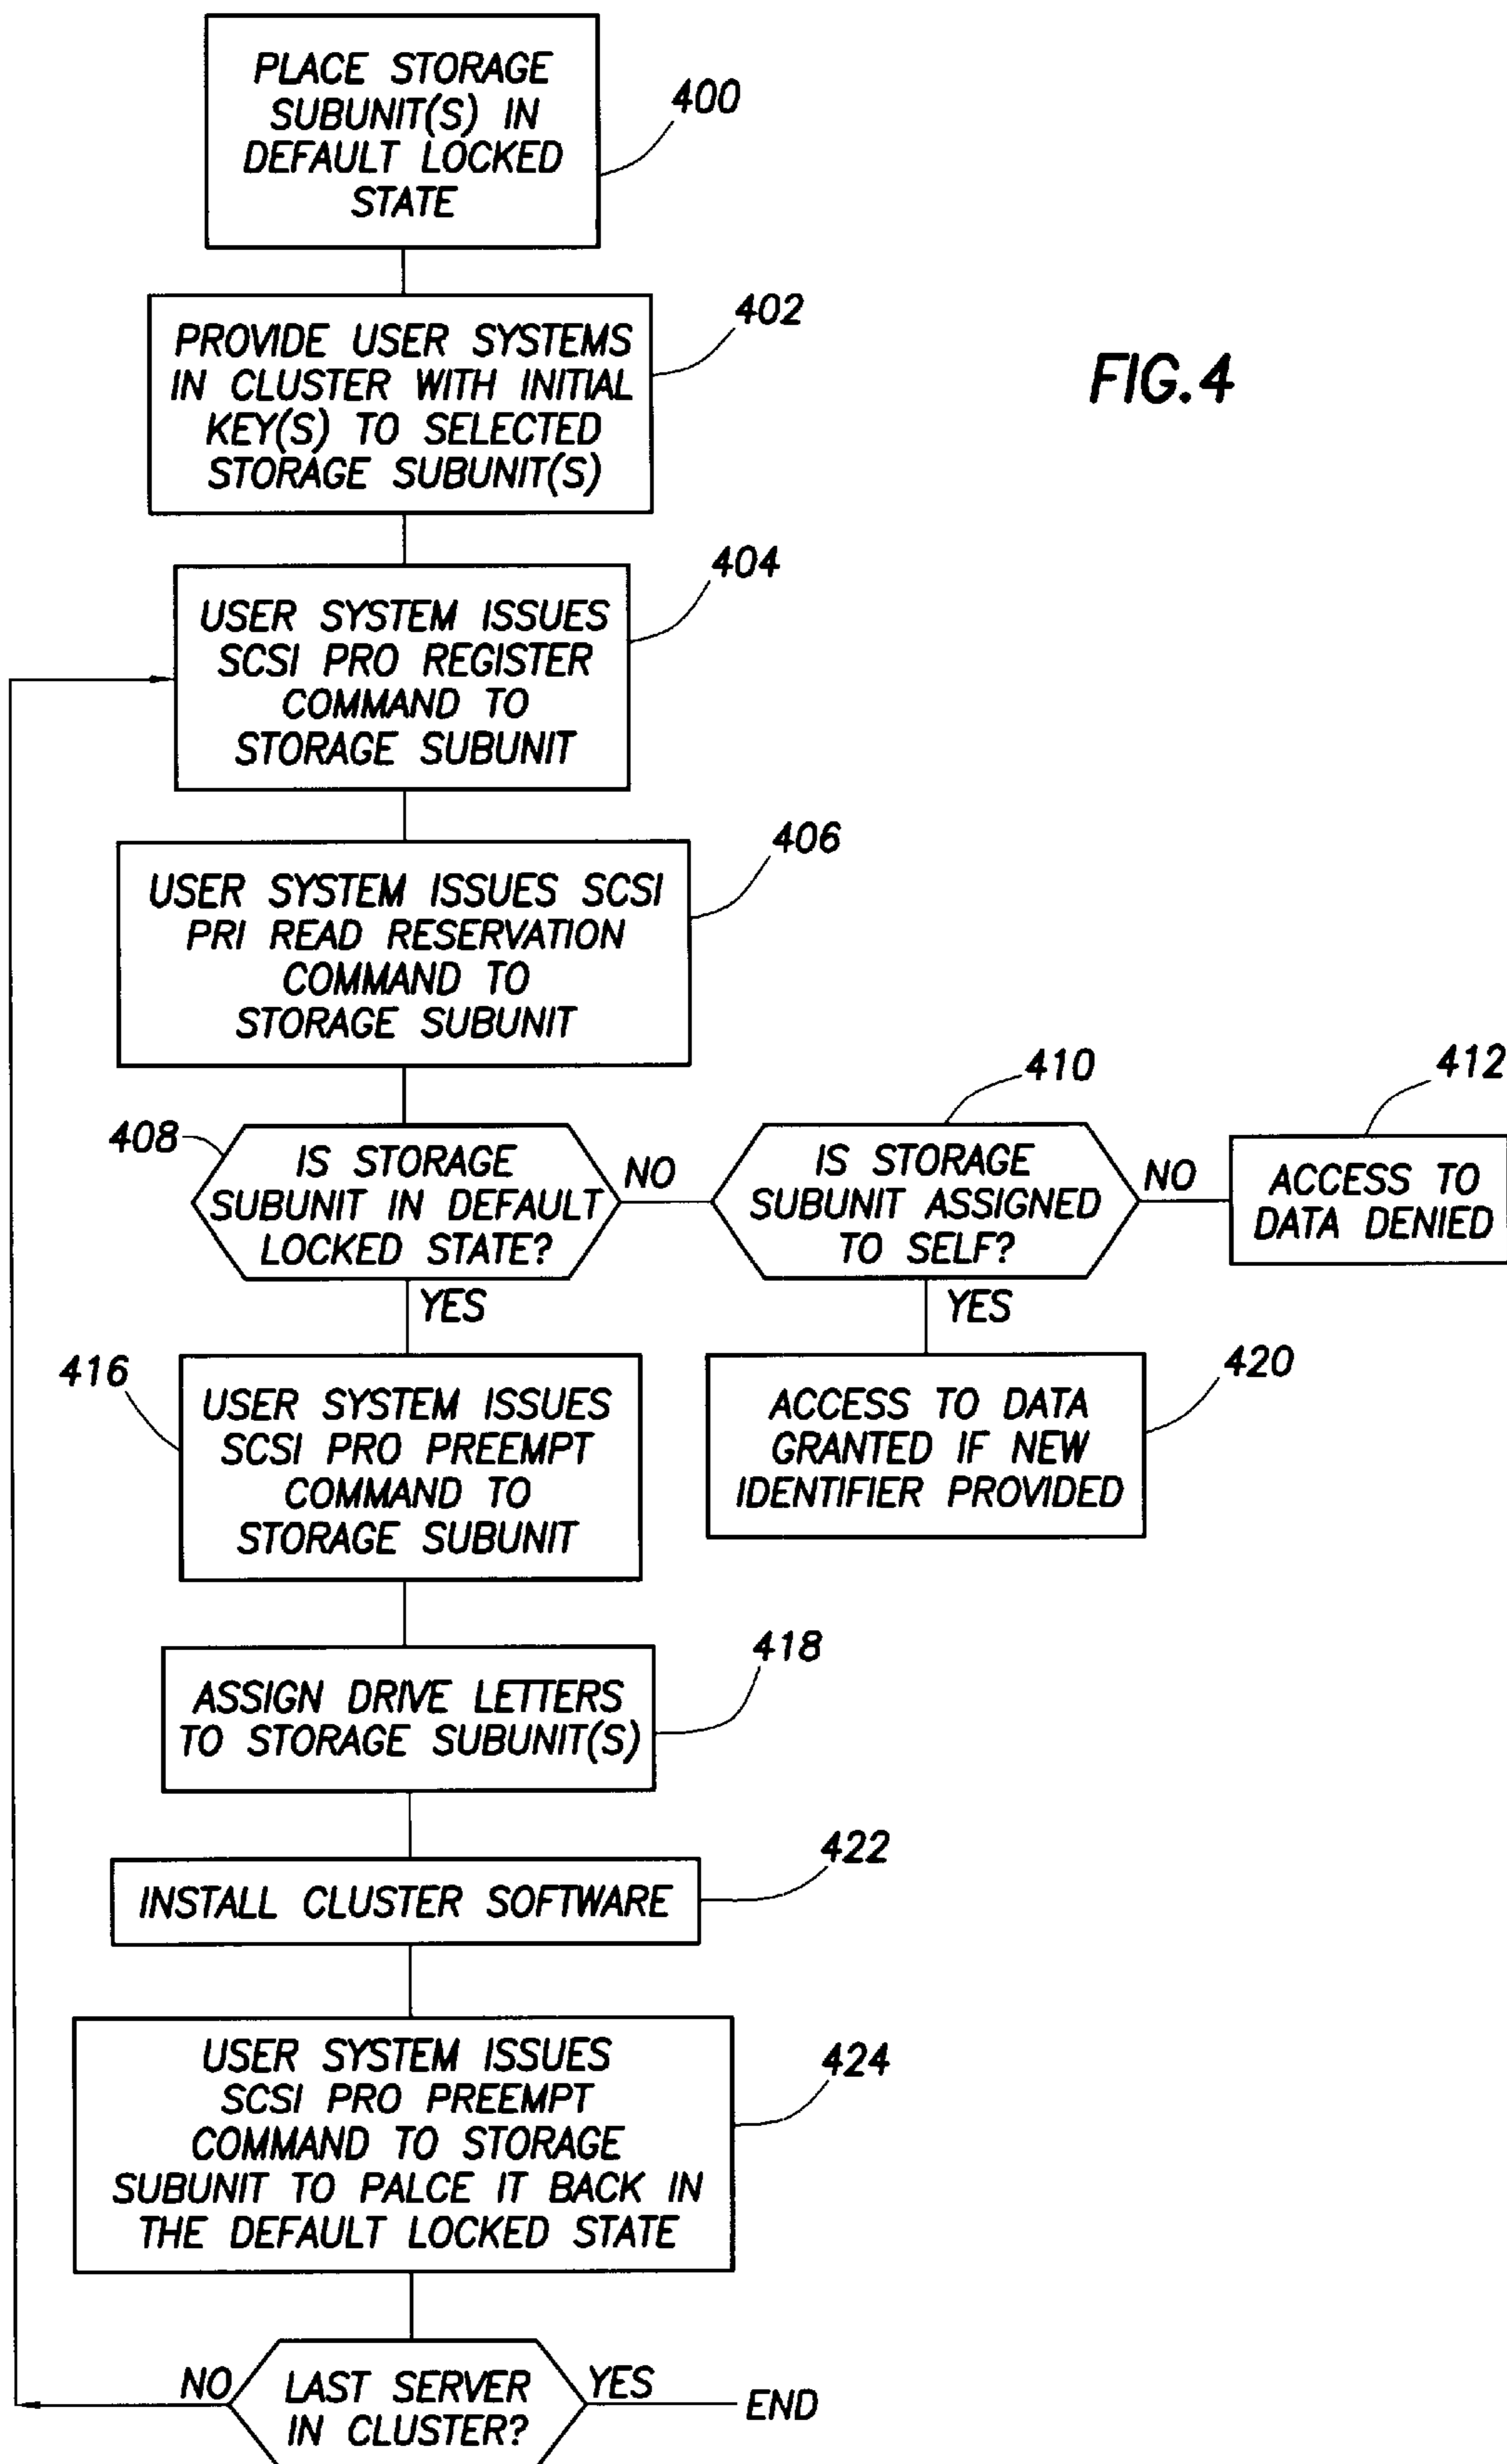 PLACE STORAGE
SUBUNIT(S) IN
DEFAULT LOCKED
STATE
400
PROVIDE USER SYSTEMS
IN CLUSTER WITH INITIAL
KEY(S) TO SELECTED
STORAGE SUBUNIT(S)
402
FIG.4
USER SYSTEM ISSUES
SCSI PRO REGISTER
COMMAND TO
STORAGE SUBUNIT
404
USER SYSTEM ISSUES SCSI
PRI READ RESERVATION
COMMAND TO
STORAGE SUBUNIT
406
408
IS STORAGE
SUBUNIT IN DEFAULT
LOCKED STATE?
NO
YES
410
IS STORAGE
SUBUNIT ASSIGNED
TO SELF?
NO
YES
412
ACCESS TO
DATA DENIED
416
USER SYSTEM ISSUES
SCSI PRO PREEMPT
COMMAND TO
STORAGE SUBUNIT
ACCESS TO DATA
GRANTED IF NEW
IDENTIFIER PROVIDED
420
ASSIGN DRIVE LETTERS
TO STORAGE SUBUNIT(S)
418
INSTALL CLUSTER SOFTWARE
422
USER SYSTEM ISSUES
SCSI PRO PREEMPT
COMMAND TO STORAGE
SUBUNIT TO PALCE IT BACK IN
THE DEFAULT LOCKED STATE
424
NO
LAST SERVER
IN CLUSTER?
YES
END